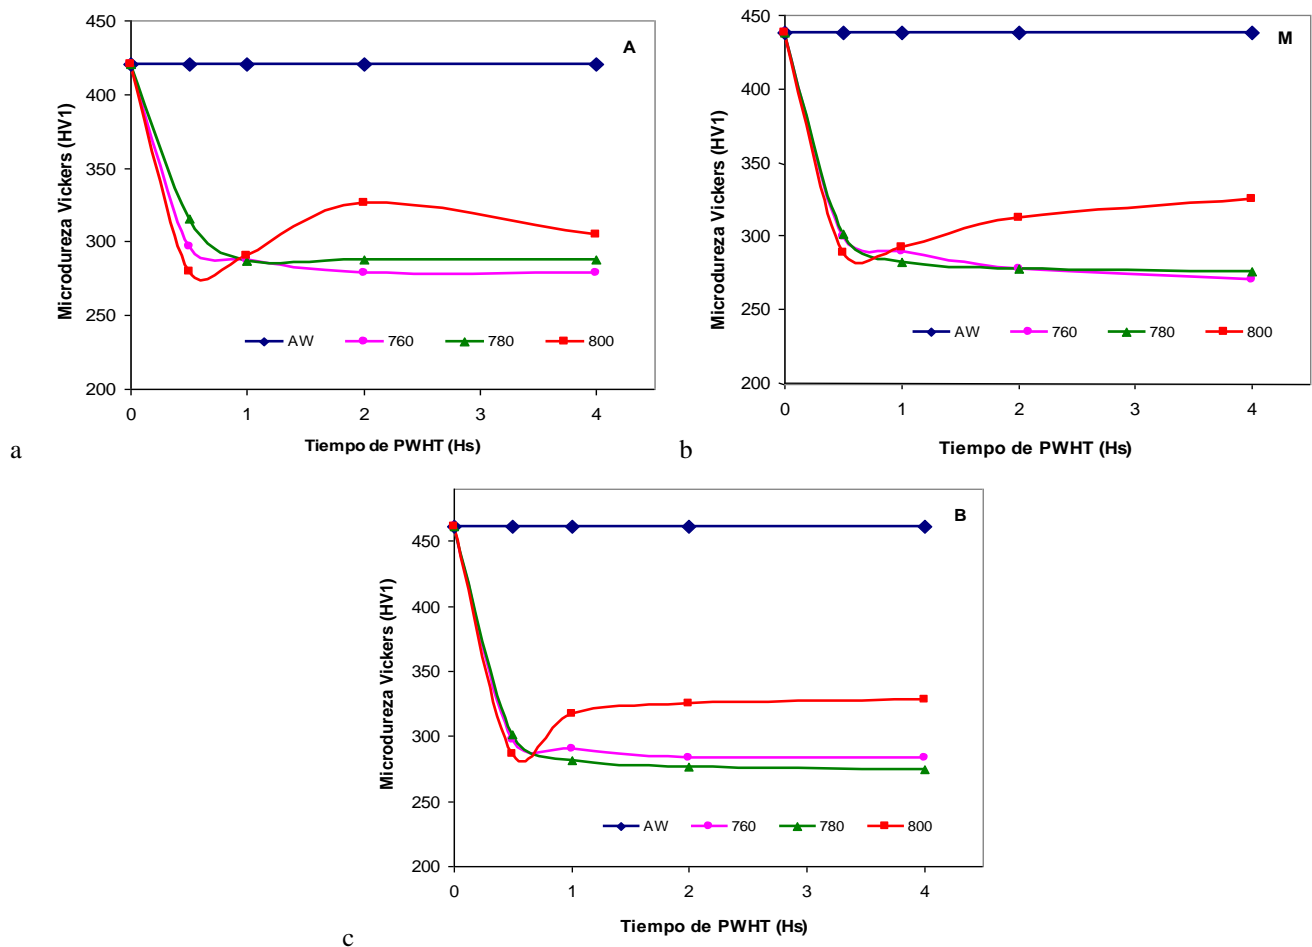 A
450
400
350
300
250
200
Microdureza Vickers (HV1)
AW 760 780 800
0 1 2 3 4
Tiempo de PWHT (Hs)
a
M
450
400
350
300
250
200
Microdureza Vickers (HV1)
AW 760 780 800
0 1 2 3 4
Tiempo de PWHT (Hs)
b
B
450
400
350
300
250
200
Microdureza Vickers (HV1)
AW 760 780 800
0 1 2 3 4
Tiempo de PWHT (Hs)
c